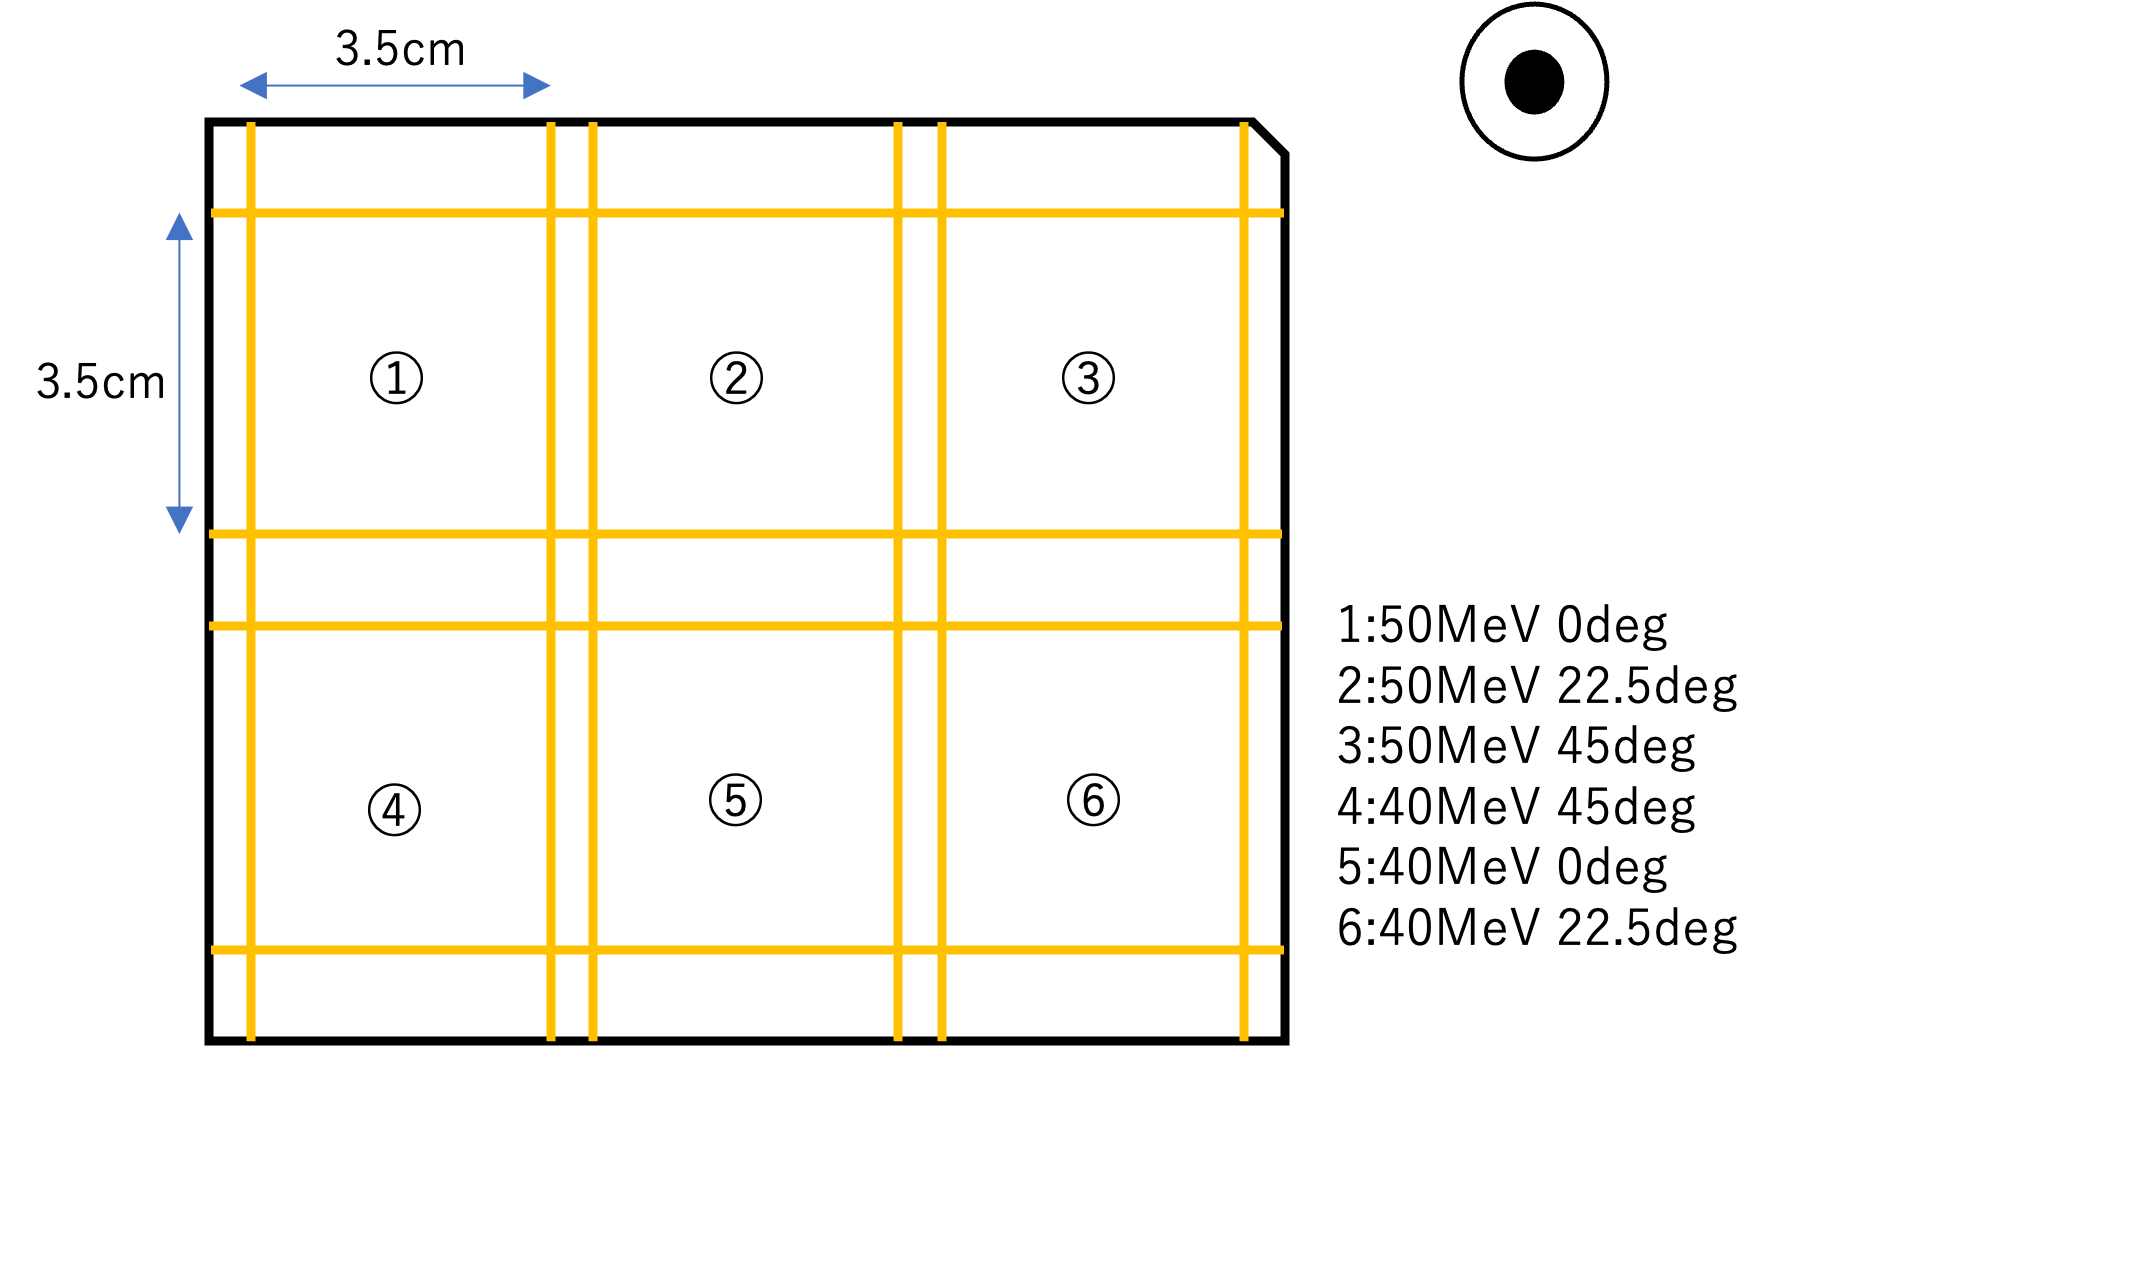 3.5cm
3.5cm
① ② ③
④ ⑤ ⑥
1:50MeV 0deg
2:50MeV 22.5deg
3:50MeV 45deg
4:40MeV 45deg
5:40MeV 0deg
6:40MeV 22.5deg